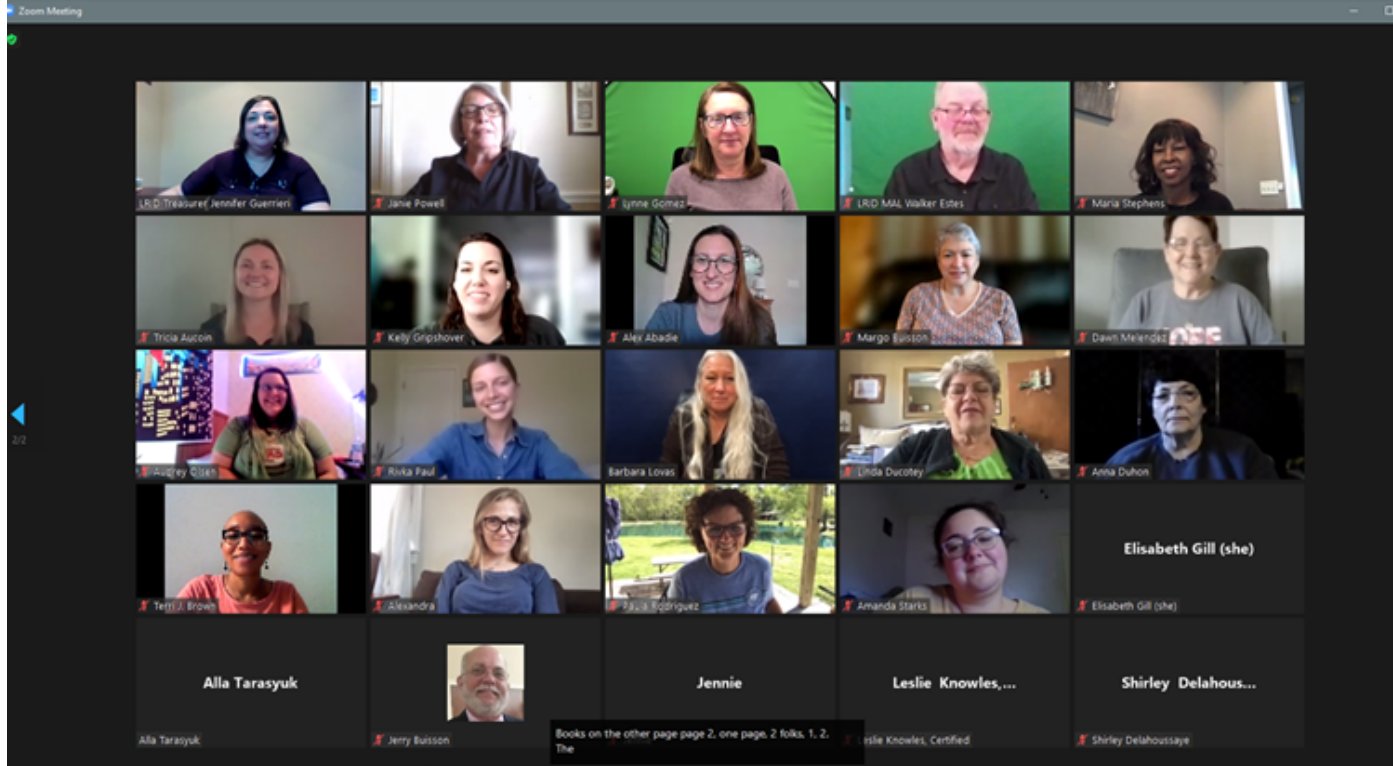 Zoom Meeting
LRID Treasurer Jennifer Guerrieri
Janie Powell
Lynne Gomez
LRID MAL Walker Estes
Maria Stephens
Tricia Aucoin
Kelly Gripshover
Alex Abadie
Margo Buisson
Dawn Melendez
Audrey Olsen
Rivka Paul
Barbara Lovas
Linda Ducotey
Anna Duhon
2/2
Terri J. Brown
Alexandra
Paula Rodriguez
Amanda Starks
Elisabeth Gill (she)
Elisabeth Gill (she)
Alla Tarasyuk
Jennie
Leslie Knowles,...
Shirley Delahous...
Alla Tarasyuk
Jerry Buisson
Leslie Knowles, Certified
Shirley Delahoussaye
Books on the other page page 2, one page, 2 folks, 1, 2.
The